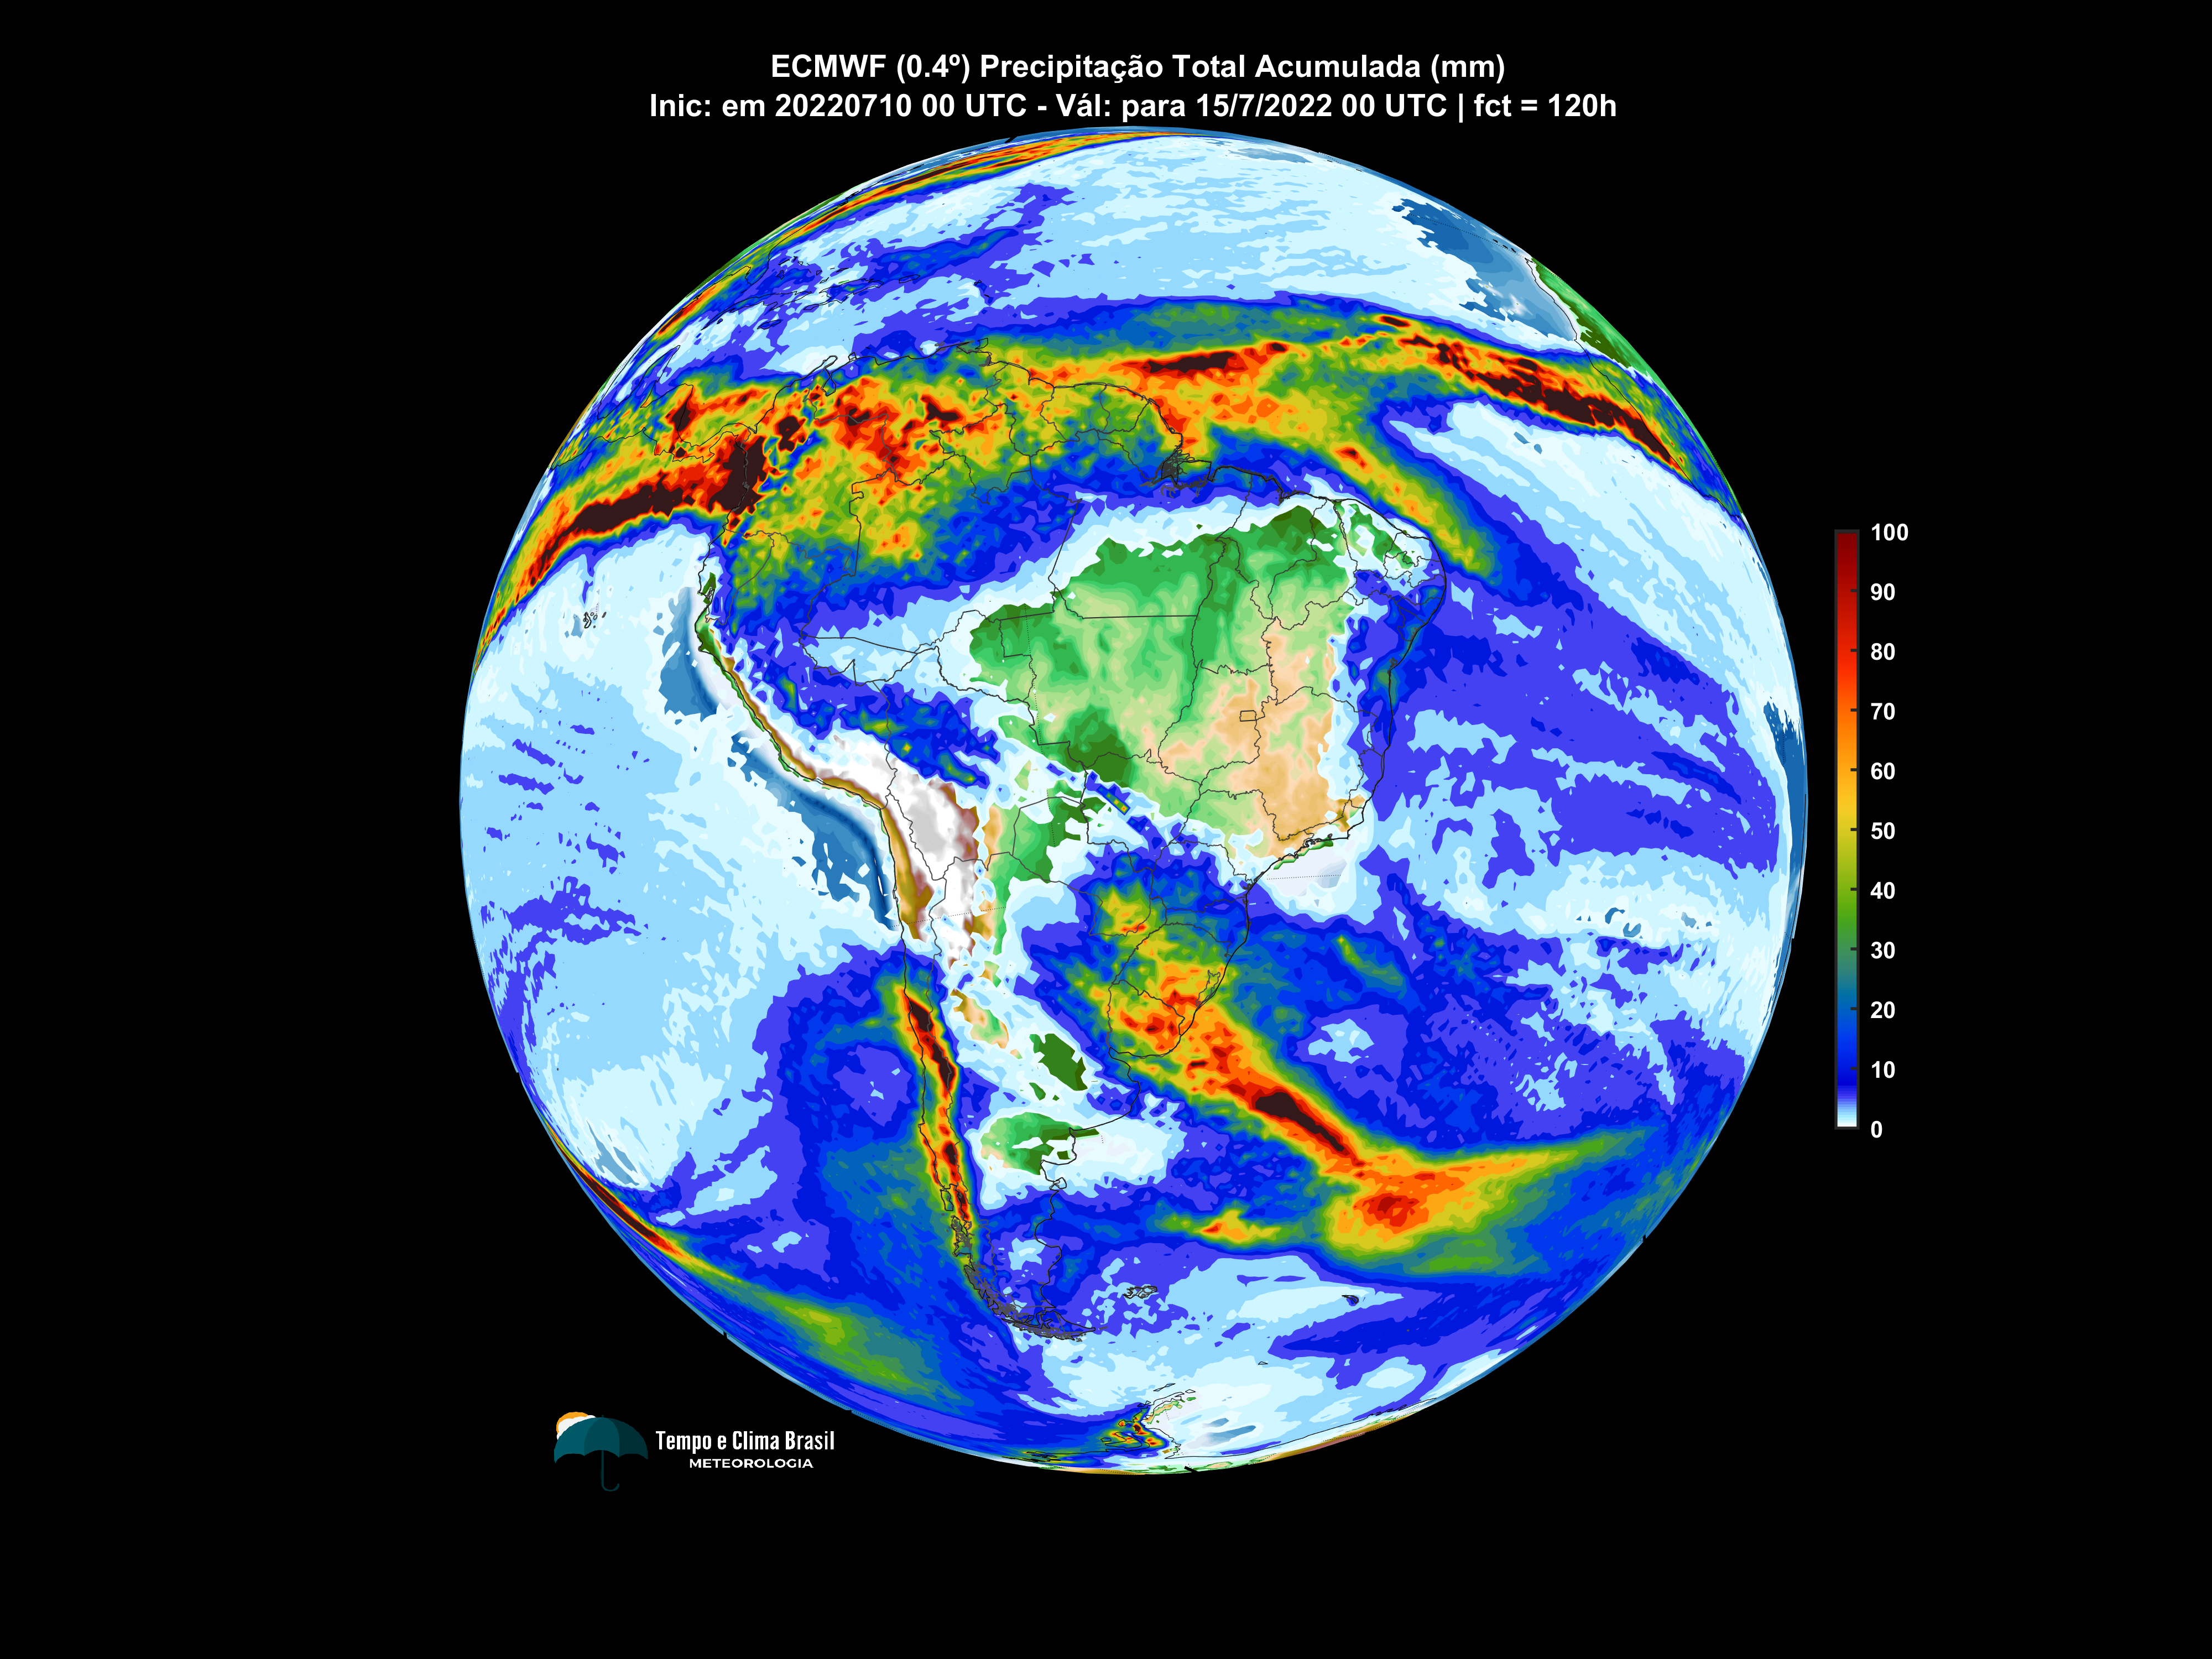 ECMWF (0.4º) Precipitação Total Acumulada (mm)
Inic: em 20220710 00 UTC - Vál: para 15/7/2022 00 UTC | fct = 120h
100
90
80
70
60
50
40
30
20
10
0
Tempo e Clima Brasil
METEOROLOGIA